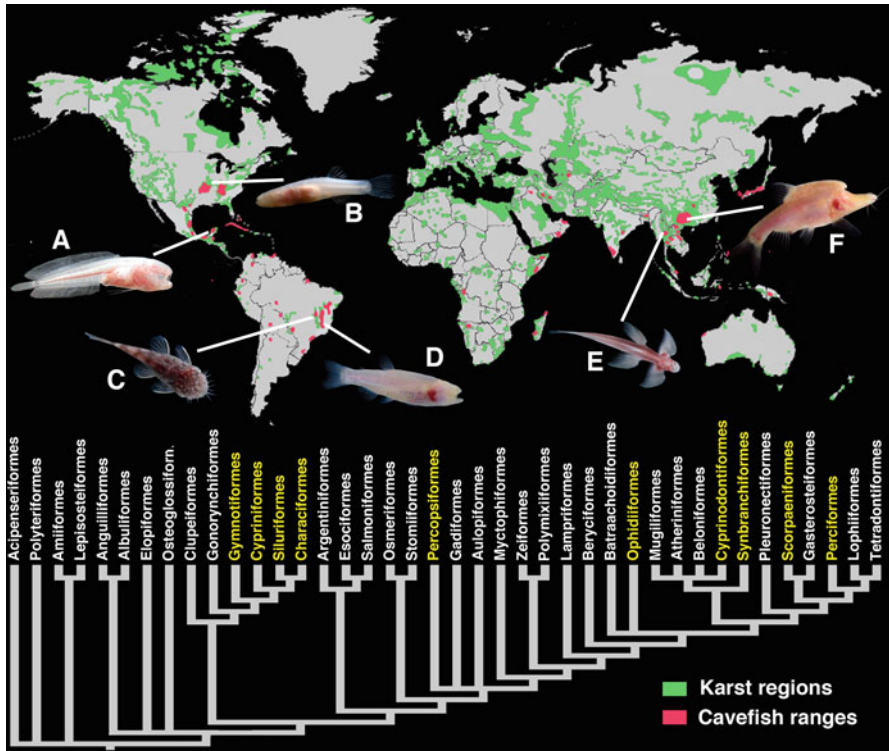 A
B
C
D
E
F
Acipenseriformes
Polyteriformes
Amiiformes
Lepisosteiformes
Anguilliformes
Albuliformes
Elopiformes
Osteoglossiforn.
Clupeiformes
Gonorynchiformes
Gymnotiformes
Cypriniformes
Siluriformes
Characiformes
Argentiniformes
Esociformes
Salmoniformes
Osmeriformes
Stomiiformes
Percopsiformes
Gadiformes
Aulopiformes
Myctophiformes
Zeiformes
Polymixiiformes
Lampriformes
Beryciformes
Batraachoidiformes
Ophidiiformes
Mugiliformes
Atheriniformes
Beloniformes
Cyprinodontiformes
Synbranchiformes
Pleuronectiformes
Scorpaeniformes
Gasterosteiformes
Perciformes
Lophiiformes
Tetradontiformes
Karst regions
Cavefish ranges